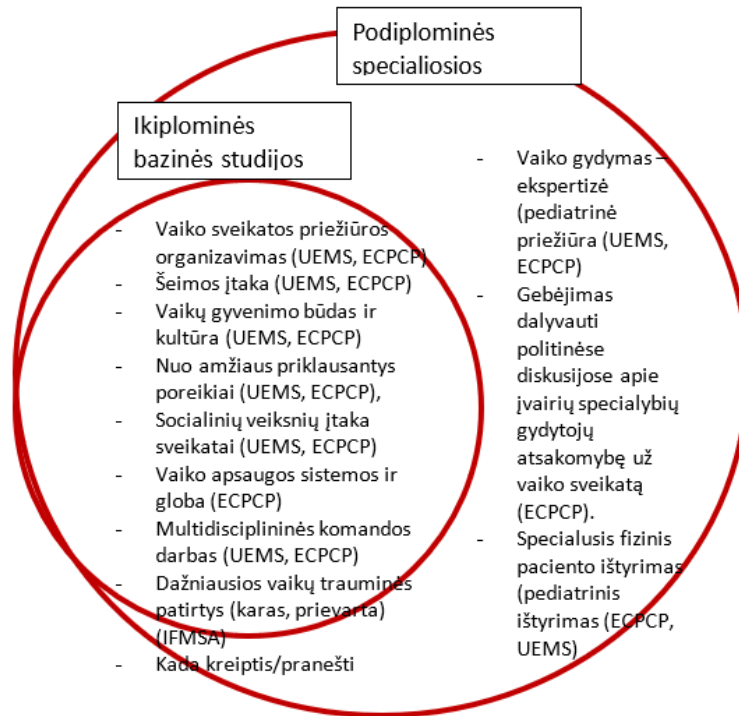 Podiplominės
specialiosios
Ikiplominės
bazinės studijos
- Vaiko sveikatos priežiūros
organizavimas (UEMS, ECPCP)
- Šeimos įtaka (UEMS, ECPCP)
- Vaikų gyvenimo būdas ir
kultūra (UEMS, ECPCP)
- Nuo amžiaus priklausantys
poreikiai (UEMS, ECPCP),
- Socialinių veiksnių įtaka
sveikatai (UEMS, ECPCP)
- Vaiko apsaugos sistemos ir
globa (ECPCP)
- Multidisciplininės komandos
darbas (UEMS, ECPCP)
- Dažniausios vaikų trauminės
patirtys (karas, prievarta)
(IFMSA)
- Kada kreiptis/pranešti
- Vaiko gydymas –
ekspertizė
(pediatrinė
priežiūra (UEMS,
ECPCP)
- Gebėjimas
dalyvauti
politinėse
diskusijose apie
įvairių specialybių
gydytojų
atsakomybę už
vaiko sveikatą
(ECPCP).
- Specialusis fizinis
paciento ištyrimas
(pediatrinis
ištyrimas (ECPCP,
UEMS)